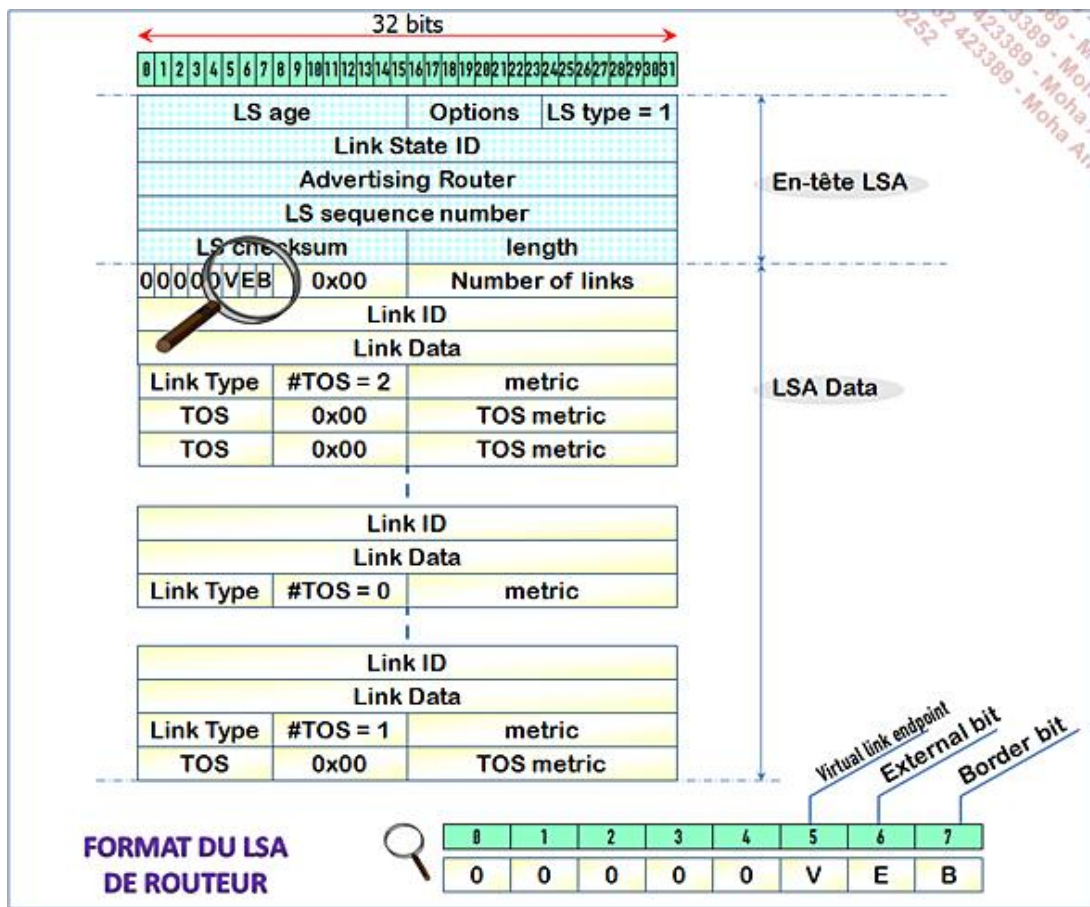 32 bits
0 1 2 3 4 5 6 7 8 9 10 11 12 13 14 15 16 17 18 19 20 21 22 23 24 25 26 27 28 29 30 31
LS age Options LS type = 1
Link State ID
Advertising Router
LS sequence number
LS checksum length
En-tête LSA
0 0 0 0 0 V E B 0x00 Number of links
Link ID
Link Data
Link Type #TOS = 2 metric
TOS 0x00 TOS metric
TOS 0x00 TOS metric
LSA Data
Link ID
Link Data
Link Type #TOS = 0 metric
Link ID
Link Data
Link Type #TOS = 1 metric
TOS 0x00 TOS metric
Virtual link endpoint
External bit
Border bit
0 1 2 3 4 5 6 7
0 0 0 0 0 V E B
FORMAT DU LSA
DE ROUTEUR
423389 - Moha